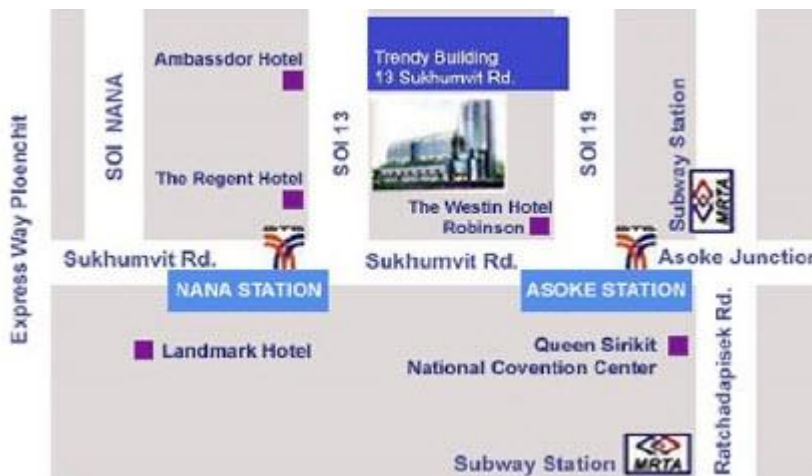 Ambassdor Hotel
Trendy Building
13 Sukhumvit Rd.
SOI NANA
SOI 13
SOI 19
Subway Station
MRTA
Express Way Ploenchit
The Regent Hotel
The Westin Hotel
Robinson
BTS
BTS
Sukhumvit Rd.
Sukhumvit Rd.
Asoke Junction
NANA STATION
ASOKE STATION
Landmark Hotel
Queen Sirikit
National Covention Center
Ratchadapisek Rd.
Subway Station
MRTA